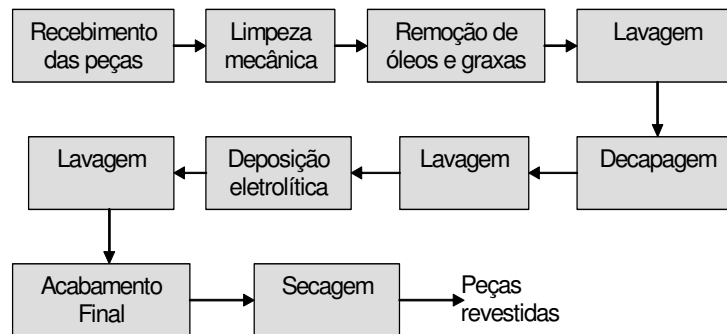 Recebimento
das peças
Limpeza
mecânica
Remoção de
óleos e graxas
Lavagem
Decapagem
Lavagem
Deposição
eletrolítica
Lavagem
Acabamento
Final
Secagem
Peças
revestidas